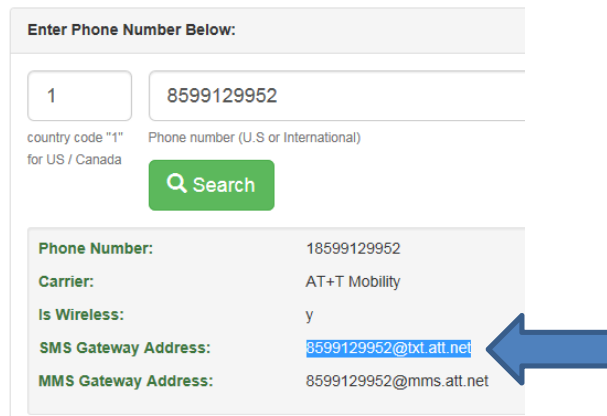 Enter Phone Number Below:
1 8599129952
country code "1" Phone number (U.S or International)
for US / Canada
Search
Phone Number: 18599129952
Carrier: AT+T Mobility
Is Wireless: y
SMS Gateway Address: 8599129952@txt.att.net
MMS Gateway Address: 8599129952@mms.att.net